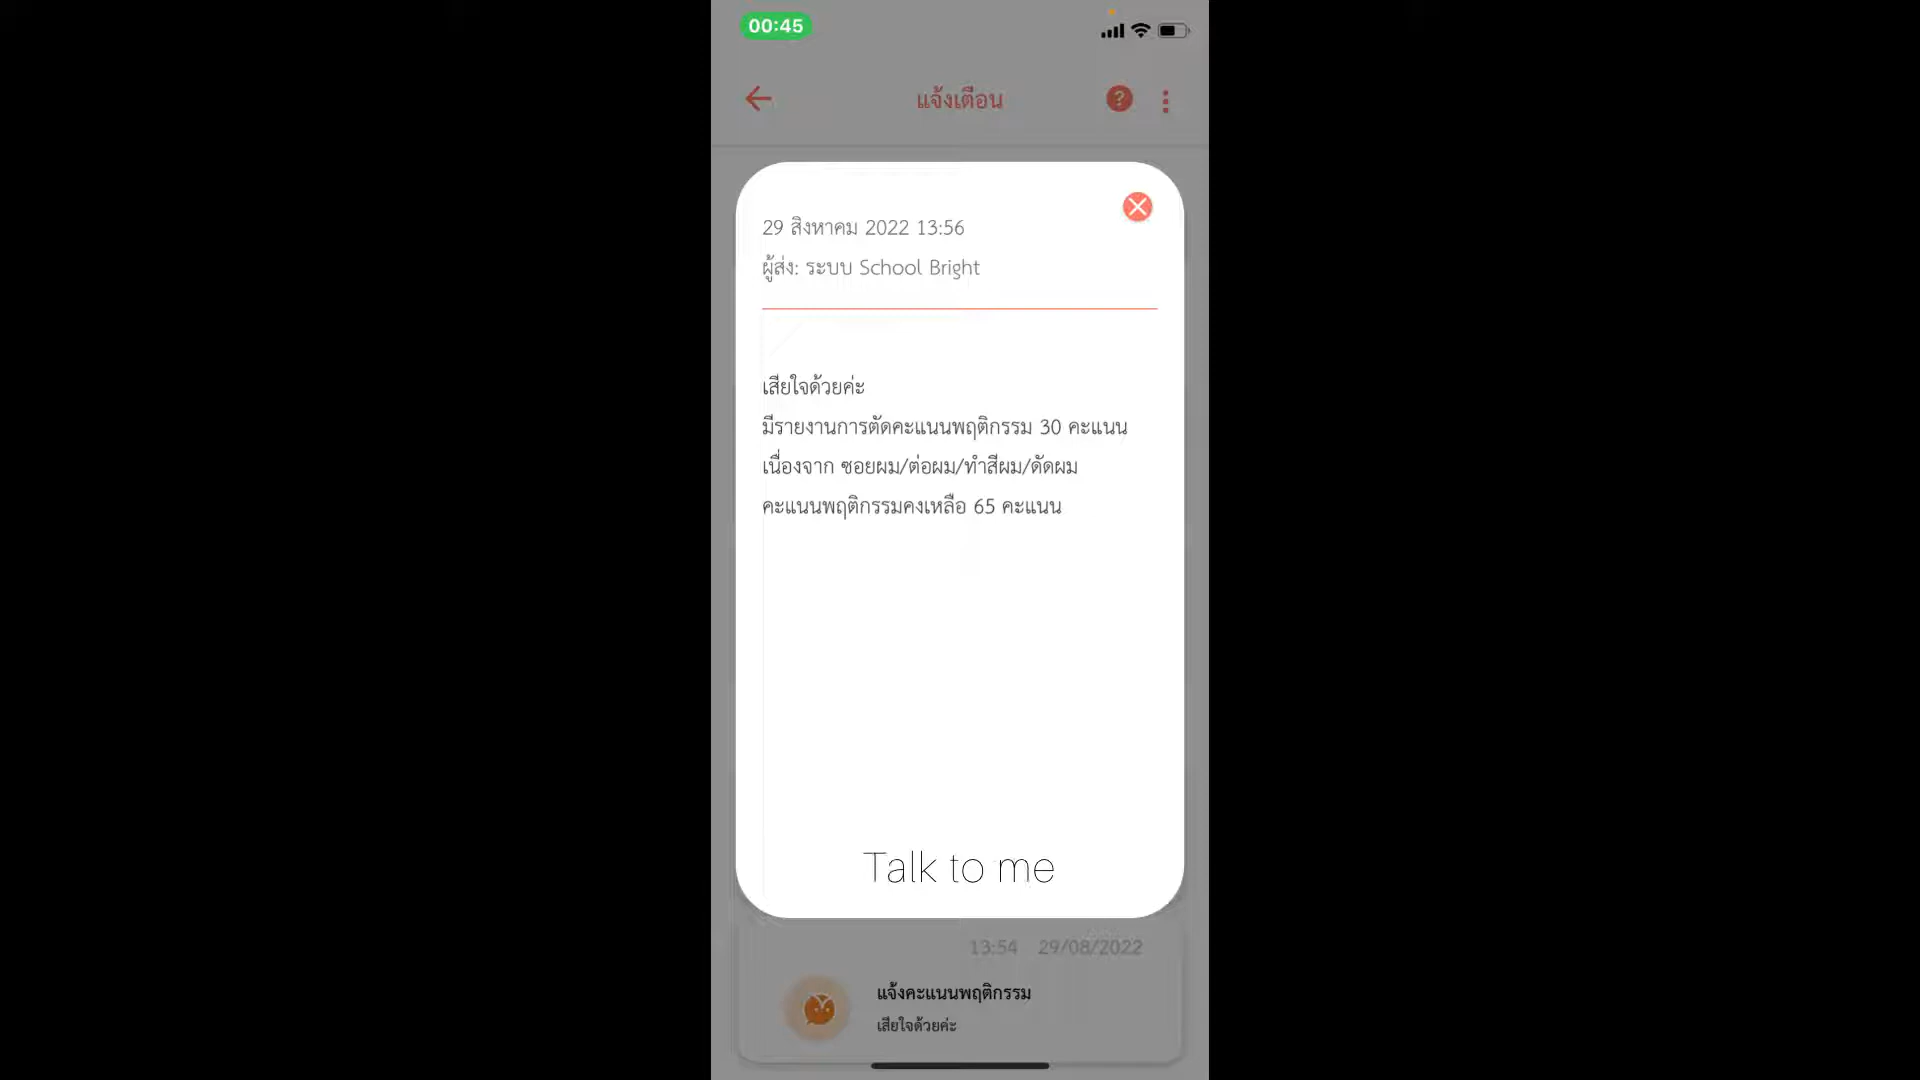 00:45
แจ้งเตือน
?
29 สิงหาคม 2022 13:56
ผู้ส่ง: ระบบ School Bright
เสียใจด้วยค่ะ
มีรายงานการตัดคะแนนพฤติกรรม 30 คะแนน
เนื่องจาก ซอยผม/ต่อผม/ทำสีผม/ดัดผม
คะแนนพฤติกรรมคงเหลือ 65 คะแนน
Talk to me
13:54 29/08/2022
แจ้งคะแนนพฤติกรรม
เสียใจด้วยค่ะ